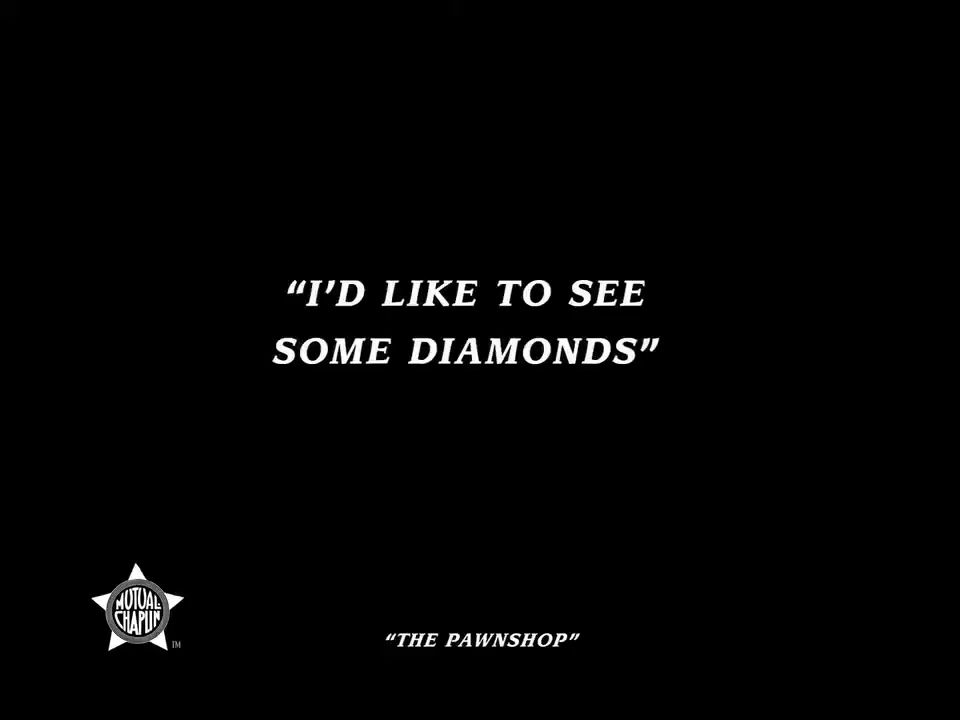 “I’D LIKE TO SEE
SOME DIAMONDS”
MUTUAL-
CHAPLIN
TM
“THE PAWNSHOP”